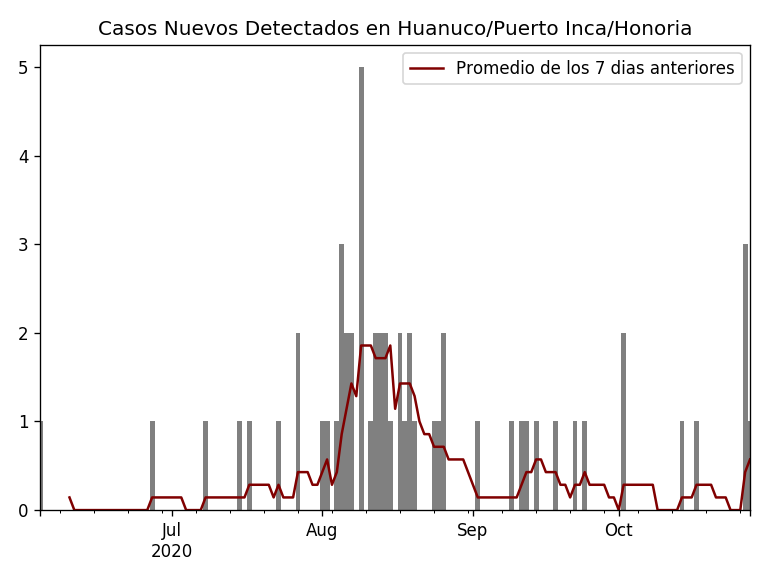 Casos Nuevos Detectados en Huanuco/Puerto Inca/Honoria
Promedio de los 7 dias anteriores
5
4
3
2
1
0
Jul Aug Sep Oct
2020